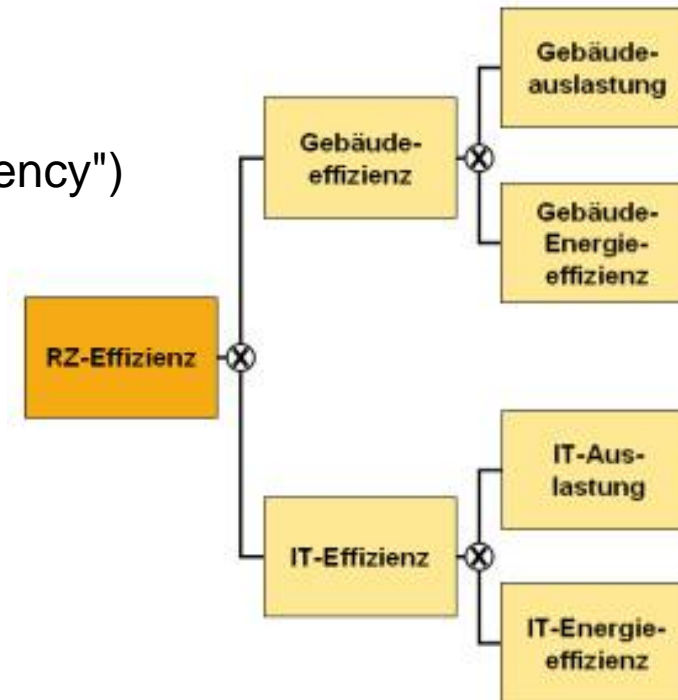 ency")
Gebäude-
auslastung
Gebäude-
effizienz
Gebäude-
Energie-
effizienz
RZ-Effizienz
IT-Aus-
lastung
IT-Effizienz
IT-Energie-
effizienz